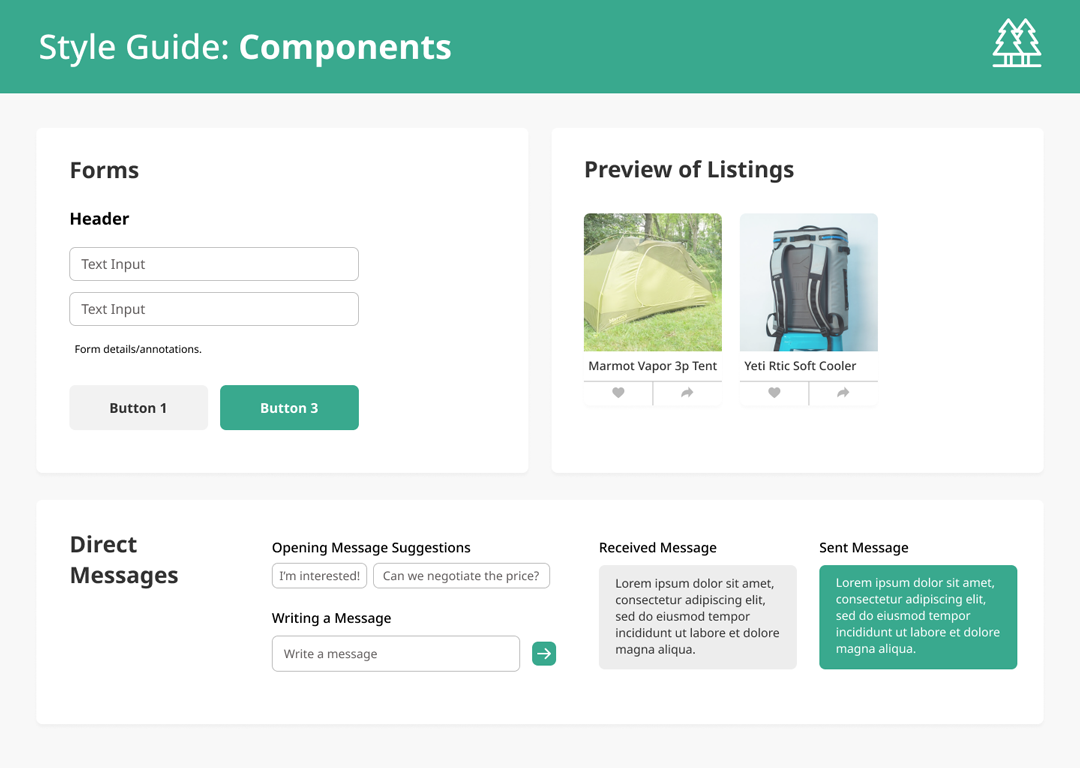 Style Guide: Components
Forms
Header
Text Input
Text Input
Form details/annotations.
Button 1
Button 3
Preview of Listings
Marmot Vapor 3p Tent
Yeti Rtic Soft Cooler
Direct
Messages
Opening Message Suggestions
I'm interested!
Can we negotiate the price?
Writing a Message
Write a message
Received Message
Lorem ipsum dolor sit amet,
consectetur adipiscing elit,
sed do eiusmod tempor
incididunt ut labore et dolore
magna aliqua.
Sent Message
Lorem ipsum dolor sit amet,
consectetur adipiscing elit,
sed do eiusmod tempor
incididunt ut labore et dolore
magna aliqua.